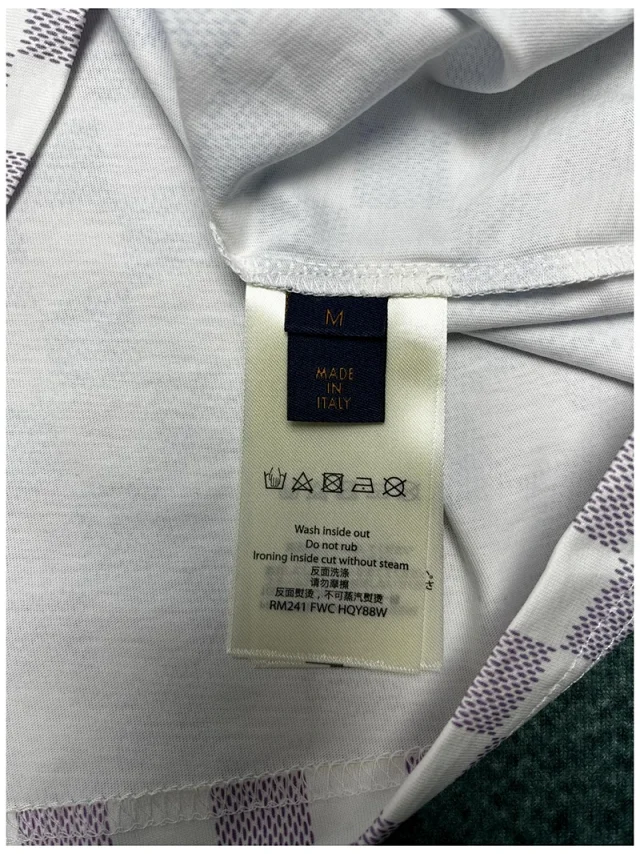 M
MADE
IN
ITALY
Wash inside out
Do not rub
Ironing inside cut without steam
反面洗涤
请勿摩擦
反面熨烫，不可蒸汽熨烫
RM241 FWC HQY88W